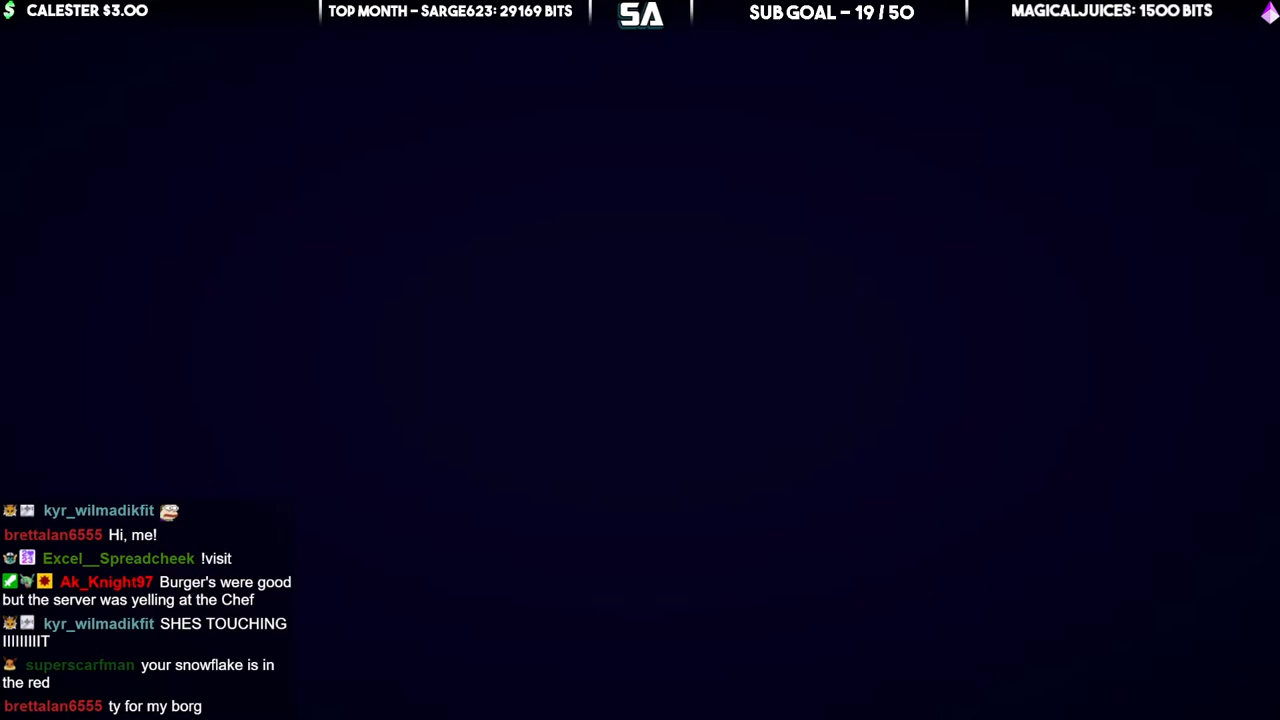 $ CALESTER $3.00
TOP MONTH - SARGE623: 29169 BITS
SA
SUB GOAL - 19 / 50
MAGICALJUICES: 1500 BITS
kyr_wilmadikfit
brettalan6555 Hi, me!
23 Excel__Spreadcheek !visit
Ak_Knight97 Burger's were good
but the server was yelling at the Chef
kyr_wilmadikfit SHES TOUCHING
IIIIIIIIIT
superscarfman your snowflake is in
the red
brettalan6555 ty for my borg